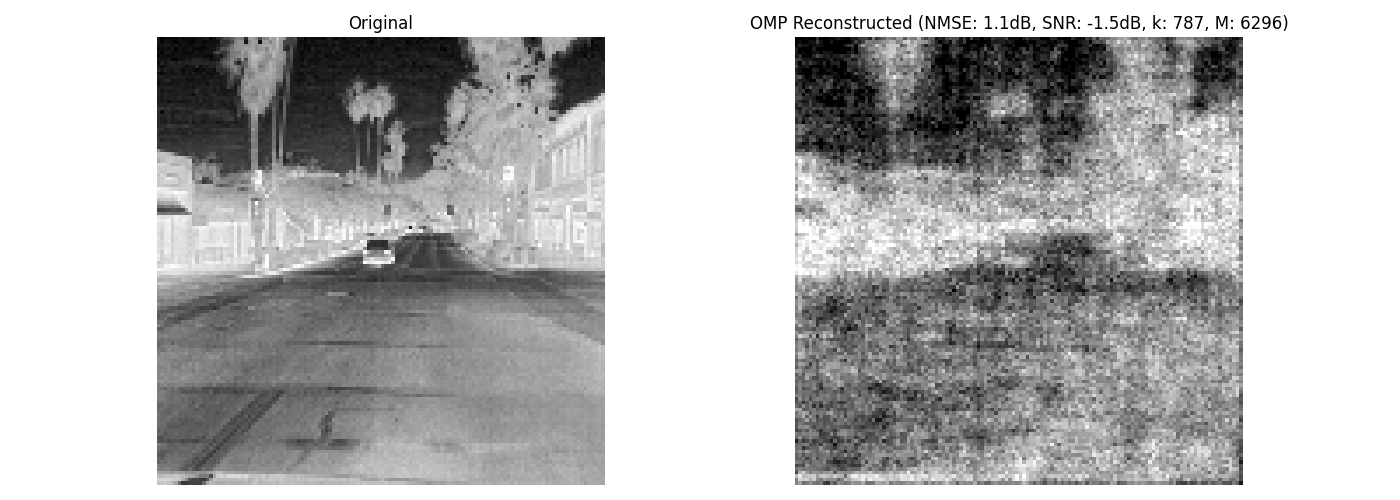 Original
OMP Reconstructed (NMSE: 1.1dB, SNR: -1.5dB, k: 787, M: 6296)